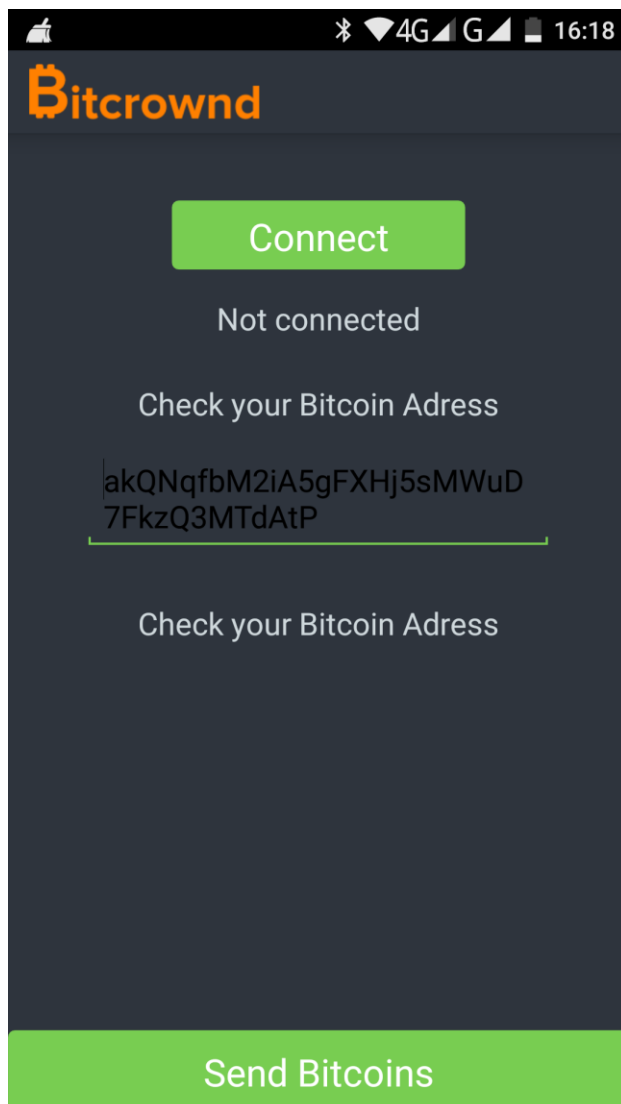 4G G 16:18
Bitcrownd
Connect
Not connected
Check your Bitcoin Adress
akQNqfbM2iA5gFXHj5sMWuD
7FkzQ3MTdAtP
Check your Bitcoin Adress
Send Bitcoins